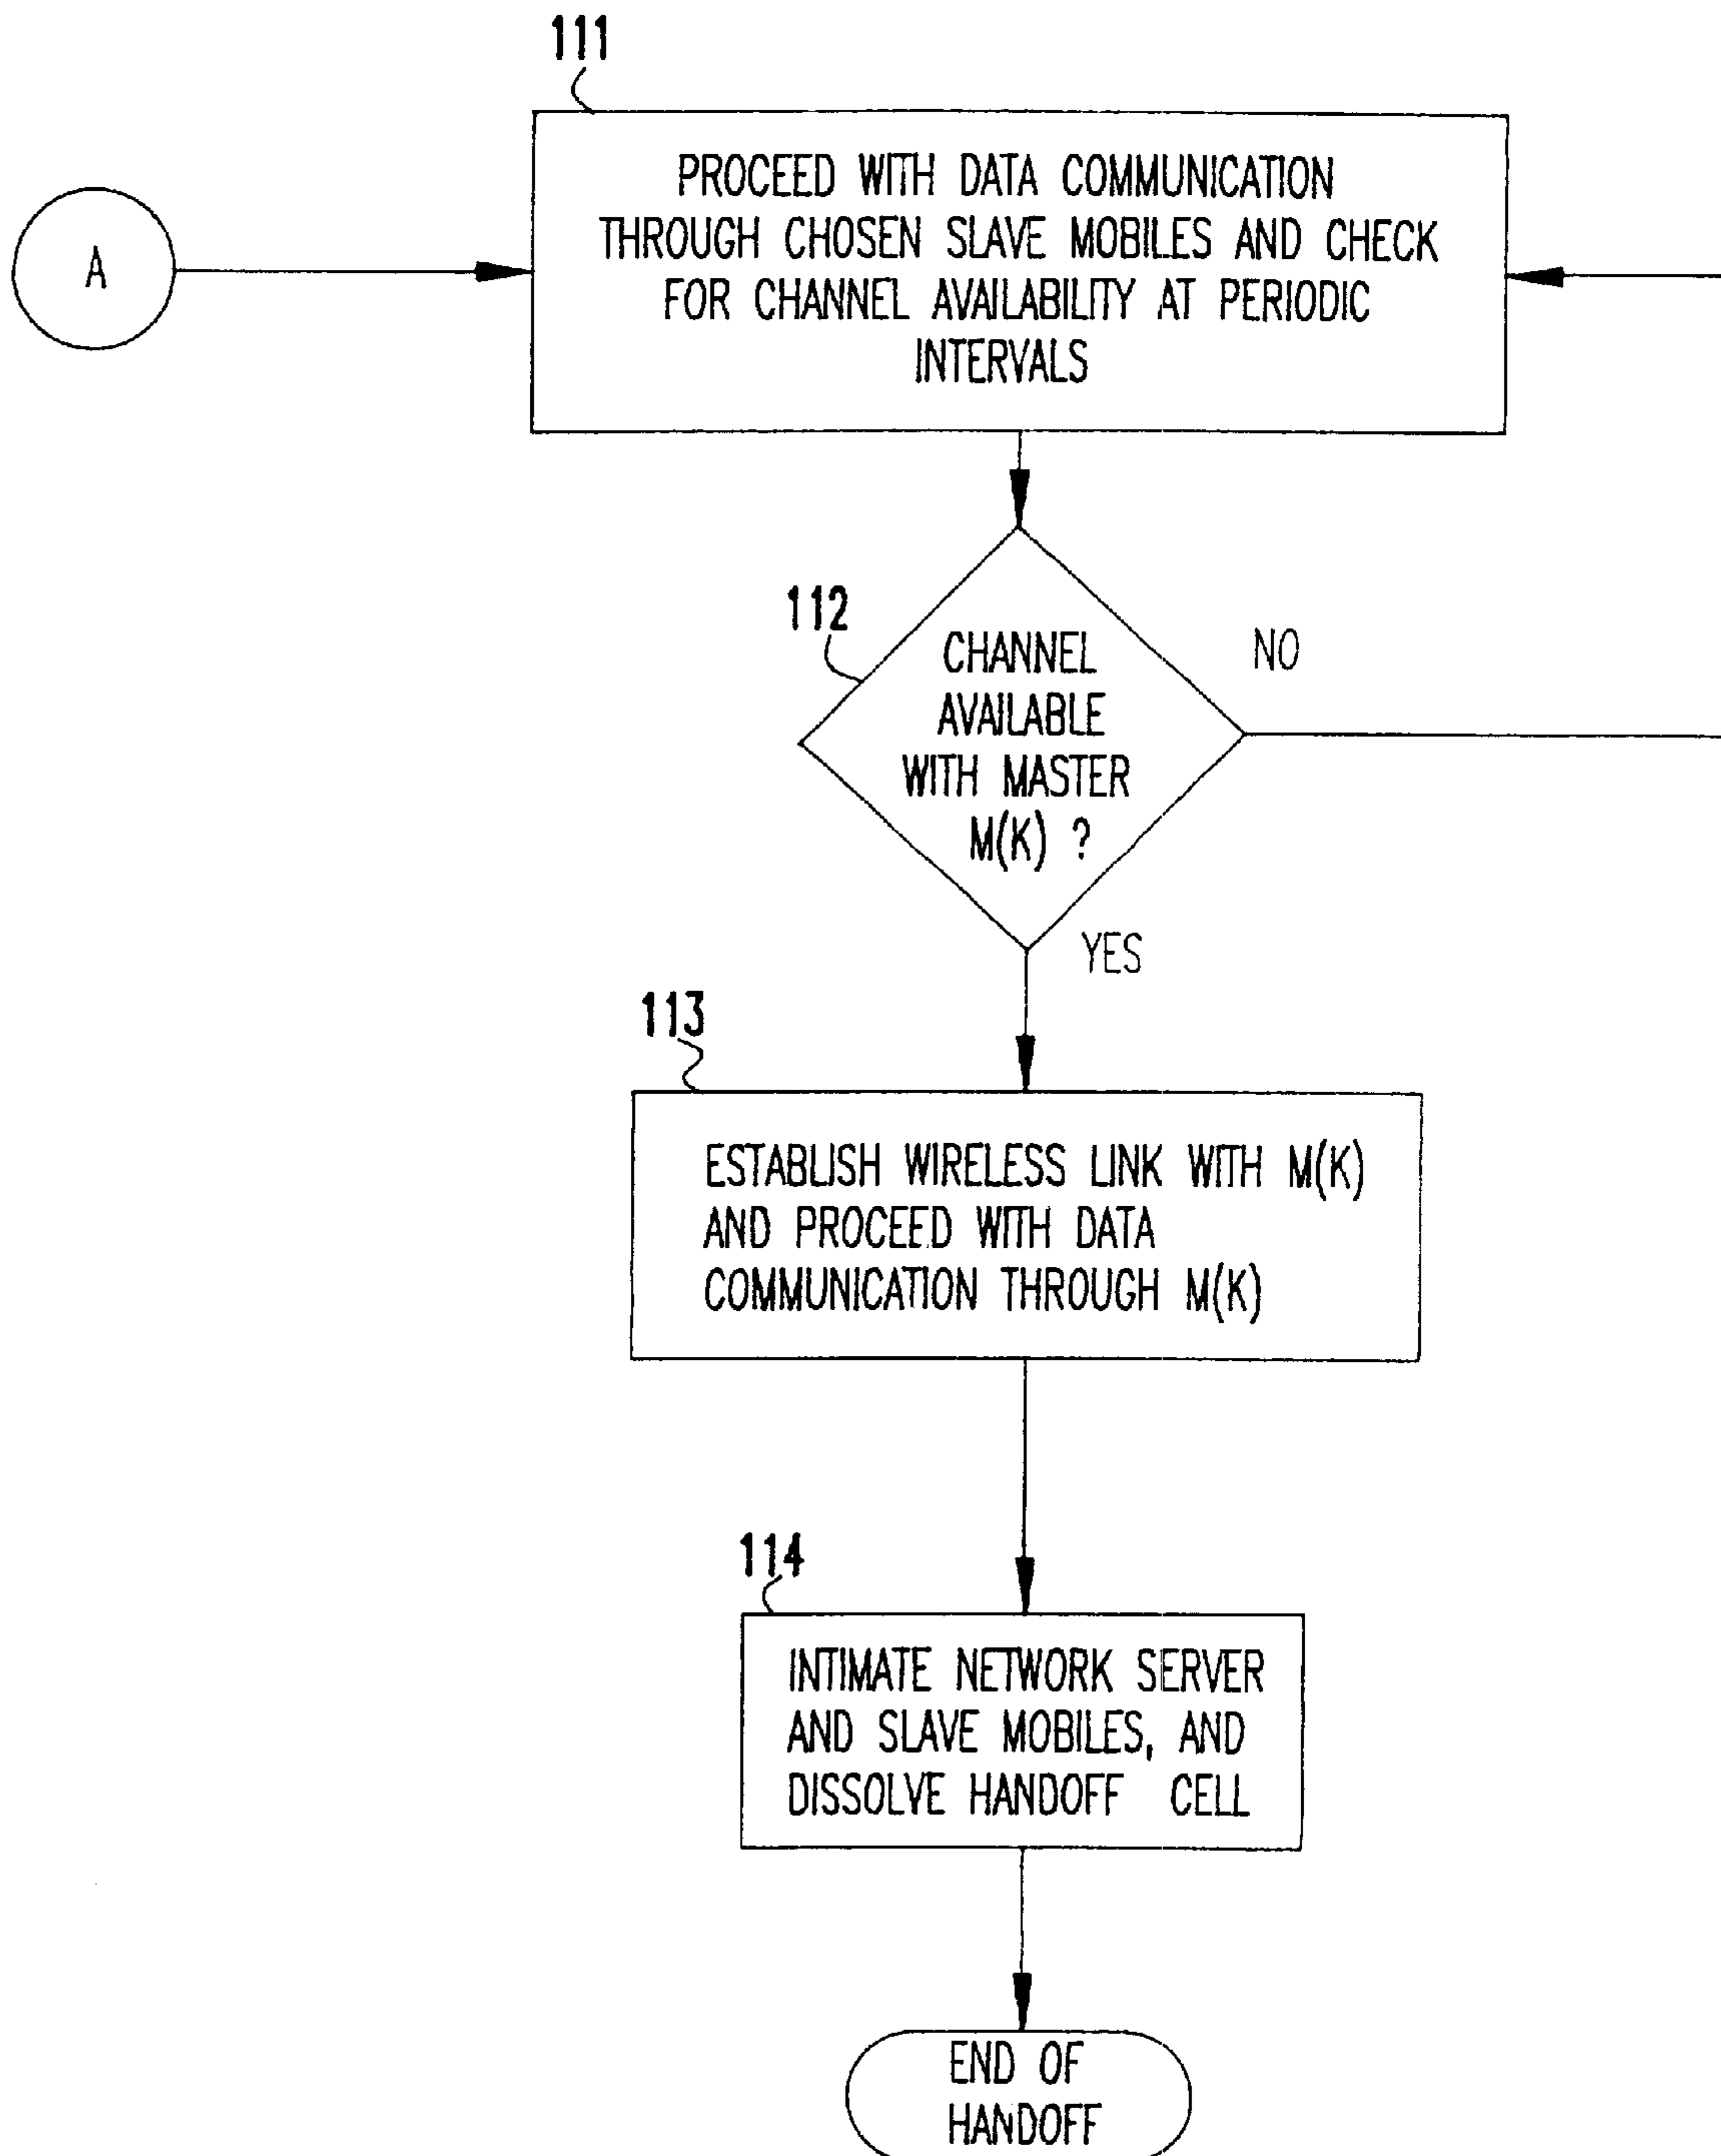 111
A
PROCEED WITH DATA COMMUNICATION
THROUGH CHOSEN SLAVE MOBILES AND CHECK
FOR CHANNEL AVAILABILITY AT PERIODIC
INTERVALS
112
CHANNEL
AVAILABLE
WITH MASTER
M(K) ?
NO
YES
113
ESTABLISH WIRELESS LINK WITH M(K)
AND PROCEED WITH DATA
COMMUNICATION THROUGH M(K)
114
INTIMATE NETWORK SERVER
AND SLAVE MOBILES, AND
DISSOLVE HANDOFF CELL
END OF
HANDOFF